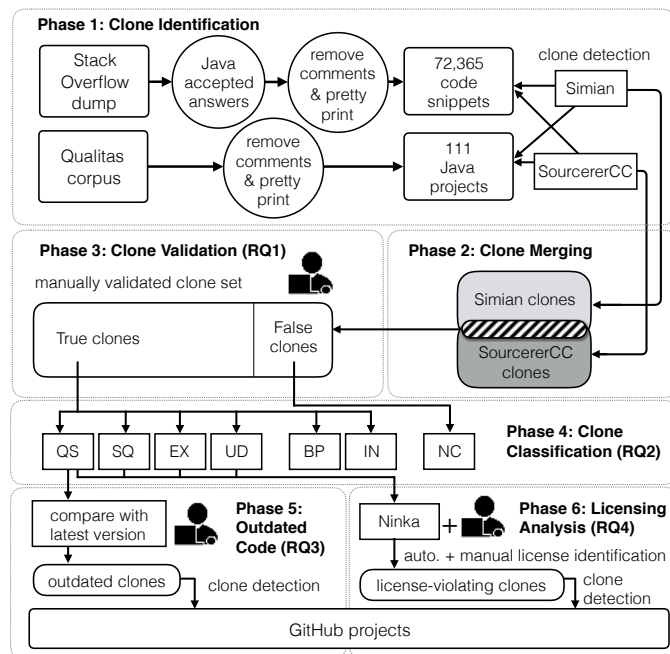 Phase 1: Clone Identification
Stack
Overflow
dump
Java
accepted
answers
remove
comments
& pretty
print
72,365
code
snippets
clone detection
Simian
Qualitas
corpus
remove
comments
& pretty
print
111
Java
projects
SourcererCC
Phase 3: Clone Validation (RQ1)
manually validated clone set
True clones
False
clones
Phase 2: Clone Merging
Simian clones
SourcererCC
clones
QS
SQ
EX
UD
BP
IN
NC
Phase 4: Clone
Classification (RQ2)
compare with
latest version
Phase 5:
Outdated
Code (RQ3)
outdated clones
clone detection
Ninka
+
Phase 6: Licensing
Analysis (RQ4)
auto. + manual license identification
license-violating clones
clone
detection
GitHub projects